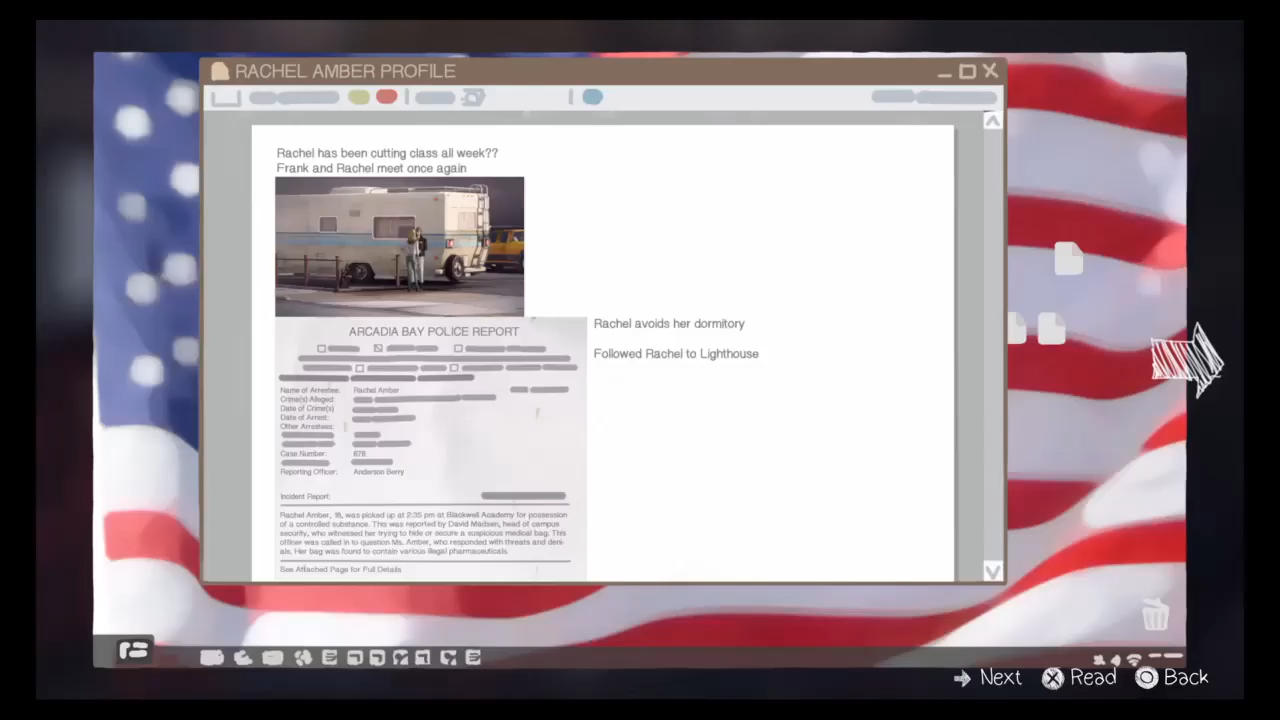 RACHEL AMBER PROFILE
Rachel has been cutting class all week??
Frank and Rachel meet once again
ARCADIA BAY POLICE REPORT
Name of Arrestee: Rachel Amber
Crime(s) Alleged:
Date of Crime(s)
Date of Arrest:
Other Arrestees:
Case Number: 678
Reporting Officer: Anderson Berry
Incident Report:
Rachel Amber, 18, was picked up at 2:35 pm at Blackwell Academy for possession
of a controlled substance. This was reported by David Madsen, head of campus
security, who witnessed her trying to hide or secure a suspicious medical bag. This
officer was called in to question Ms. Amber, who responded with threats and deni-
als. Her bag was found to contain various illegal pharmaceuticals.
See Attached Page for Full Details
Rachel avoids her dormitory
Followed Rachel to Lighthouse
Next Read Back